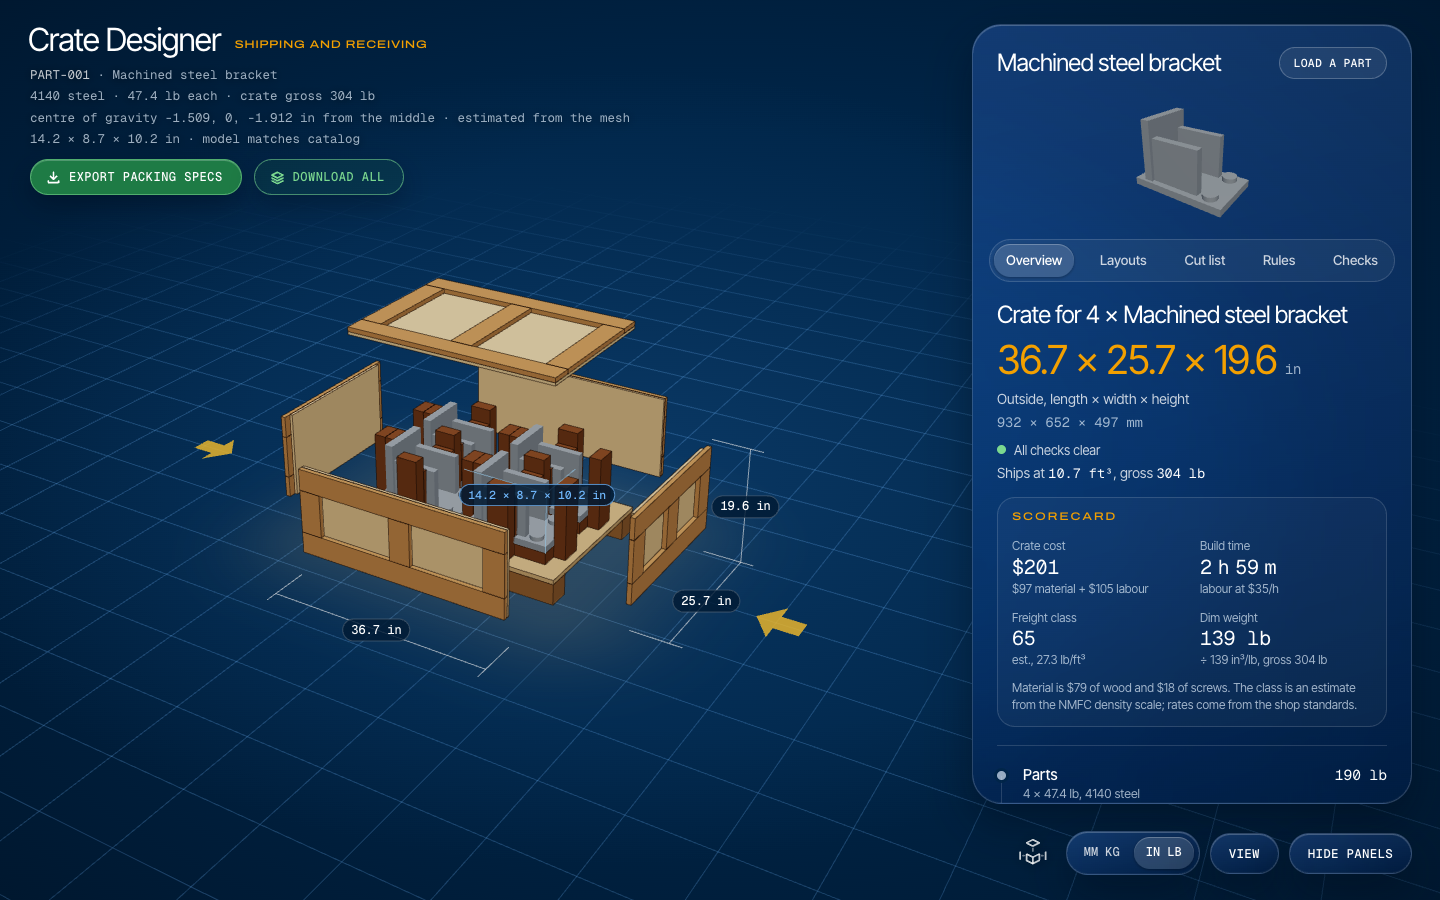 Crate Designer SHIPPING AND RECEIVING
PART-001 · Machined steel bracket
4140 steel · 47.4 lb each · crate gross 304 lb
centre of gravity -1.509, 0, -1.912 in from the middle · estimated from the mesh
14.2 × 8.7 × 10.2 in · model matches catalog
EXPORT PACKING SPECS
DOWNLOAD ALL
14.2 × 8.7 × 10.2 in
19.6 in
25.7 in
36.7 in
Machined steel bracket
LOAD A PART
Overview Layouts Cut list Rules Checks
Crate for 4 × Machined steel bracket
36.7 × 25.7 × 19.6 in
Outside, length × width × height
932 × 652 × 497 mm
All checks clear
Ships at 10.7 ft³, gross 304 lb
SCORECARD
Crate cost
$201
$97 material + $105 labour
Build time
2 h 59 m
labour at $35/h
Freight class
65
est., 27.3 lb/ft³
Dim weight
139 lb
÷ 139 in³/lb, gross 304 lb
Material is $79 of wood and $18 of screws. The class is an estimate
from the NMFC density scale; rates come from the shop standards.
Parts 190 lb
4 × 47.4 lb, 4140 steel
MM KG IN LB
VIEW
HIDE PANELS